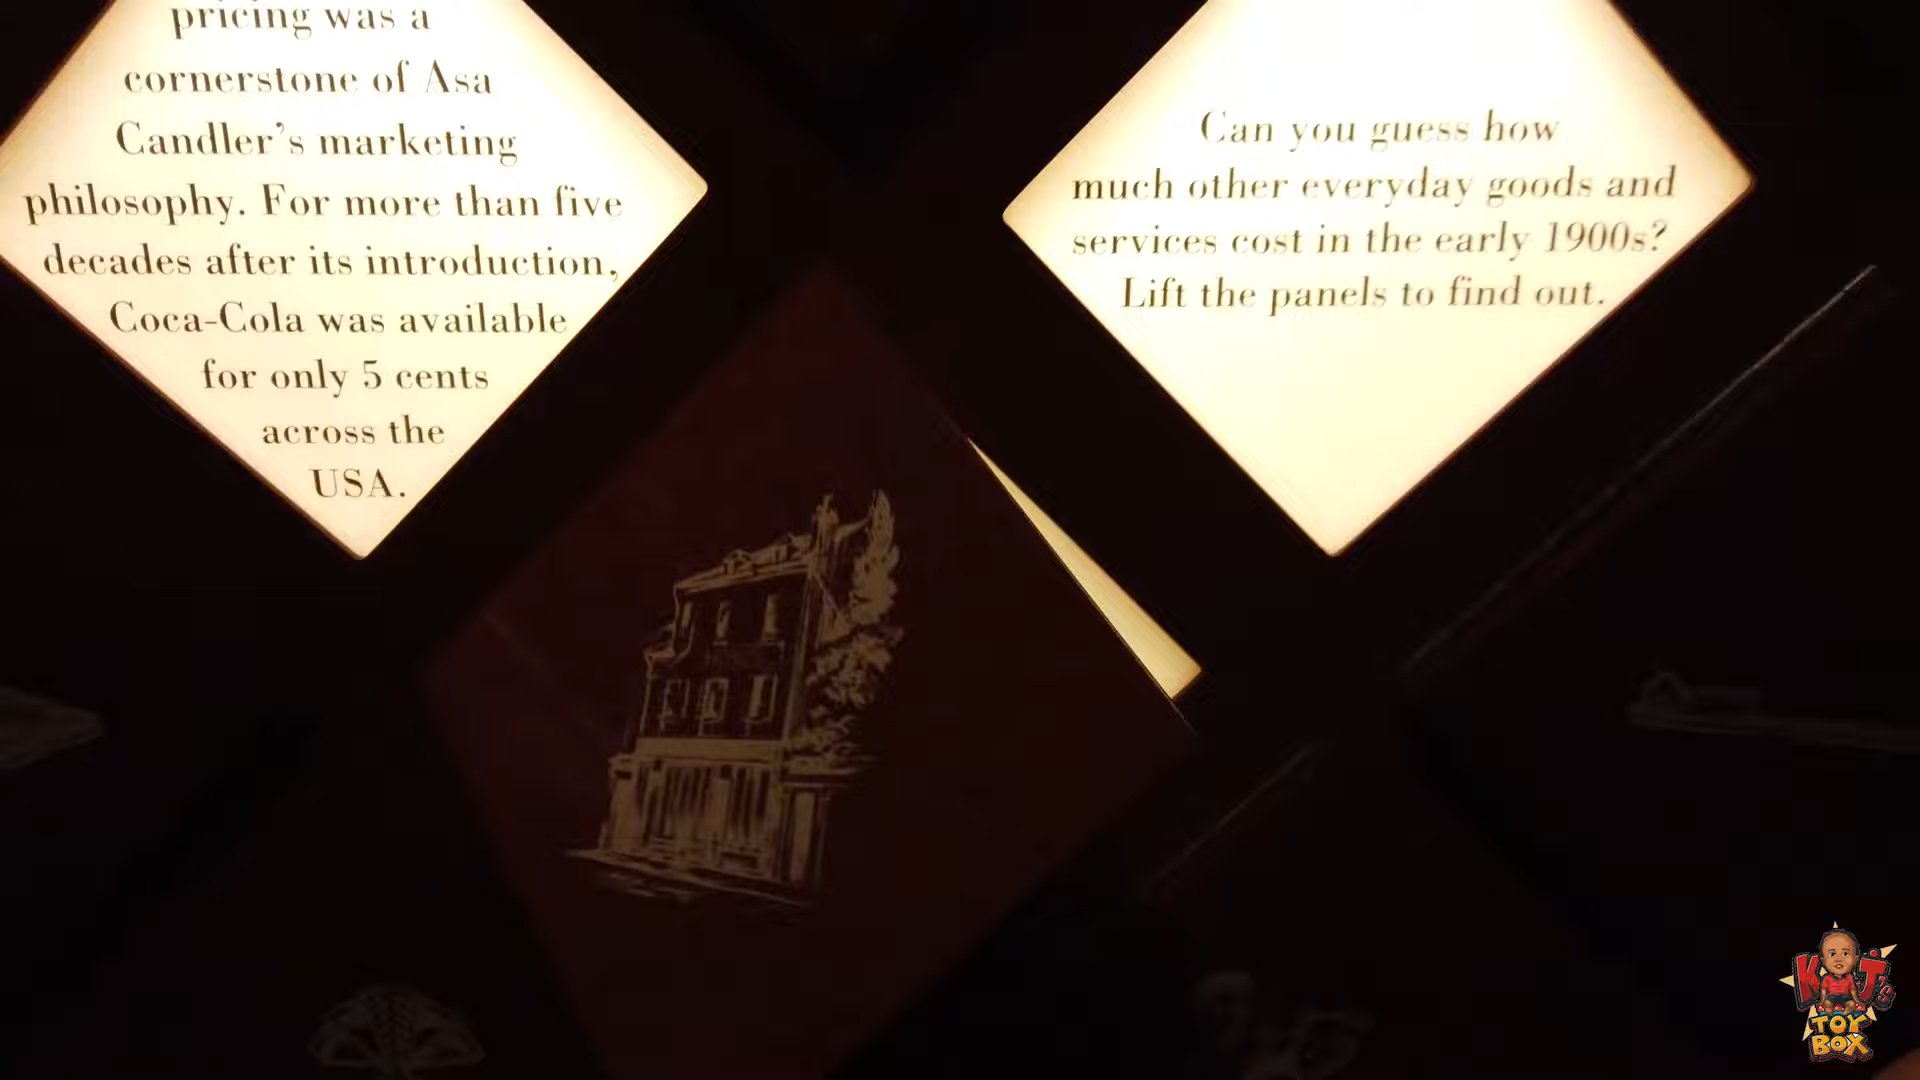 pricing was a
cornerstone of Asa
Candler's marketing
philosophy. For more than five
decades after its introduction,
Coca-Cola was available
for only 5 cents
across the
USA.
Can you guess how
much other everyday goods and
services cost in the early 1900s?
Lift the panels to find out.
KJ's
TOY
BOX